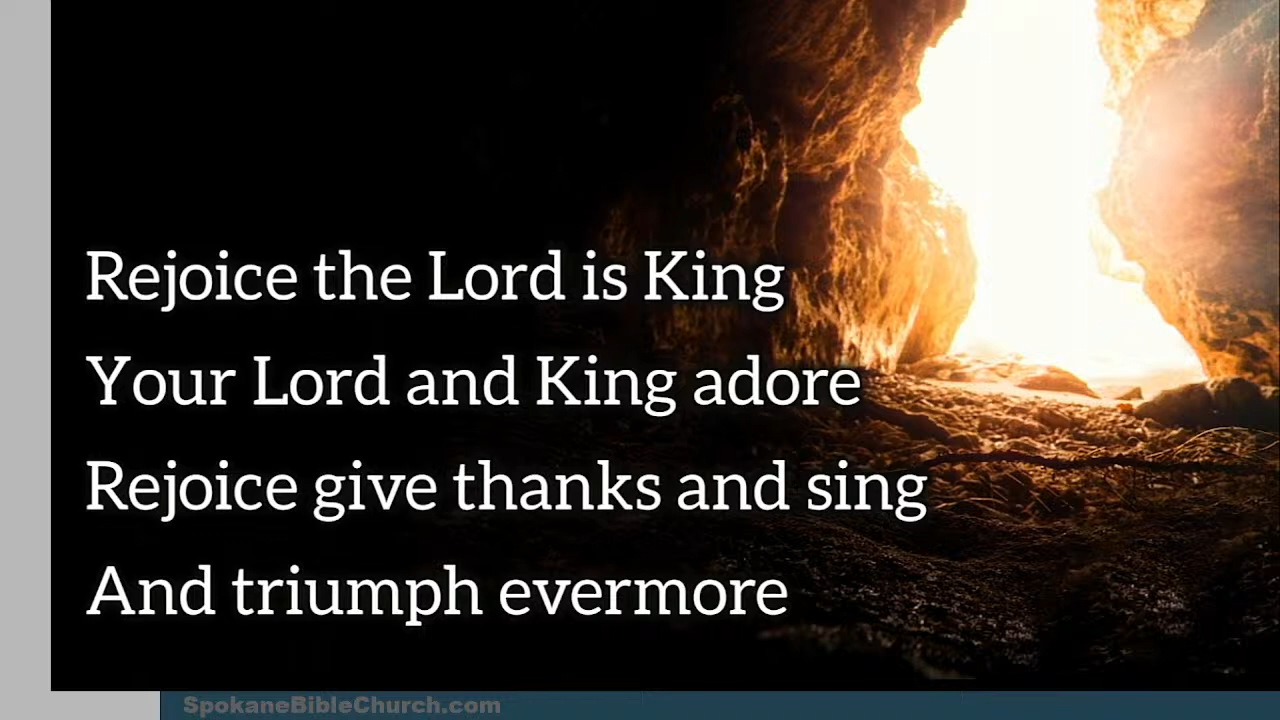 Rejoice the Lord is King
Your Lord and King adore
Rejoice give thanks and sing
And triumph evermore
SpokaneBibleChurch.com